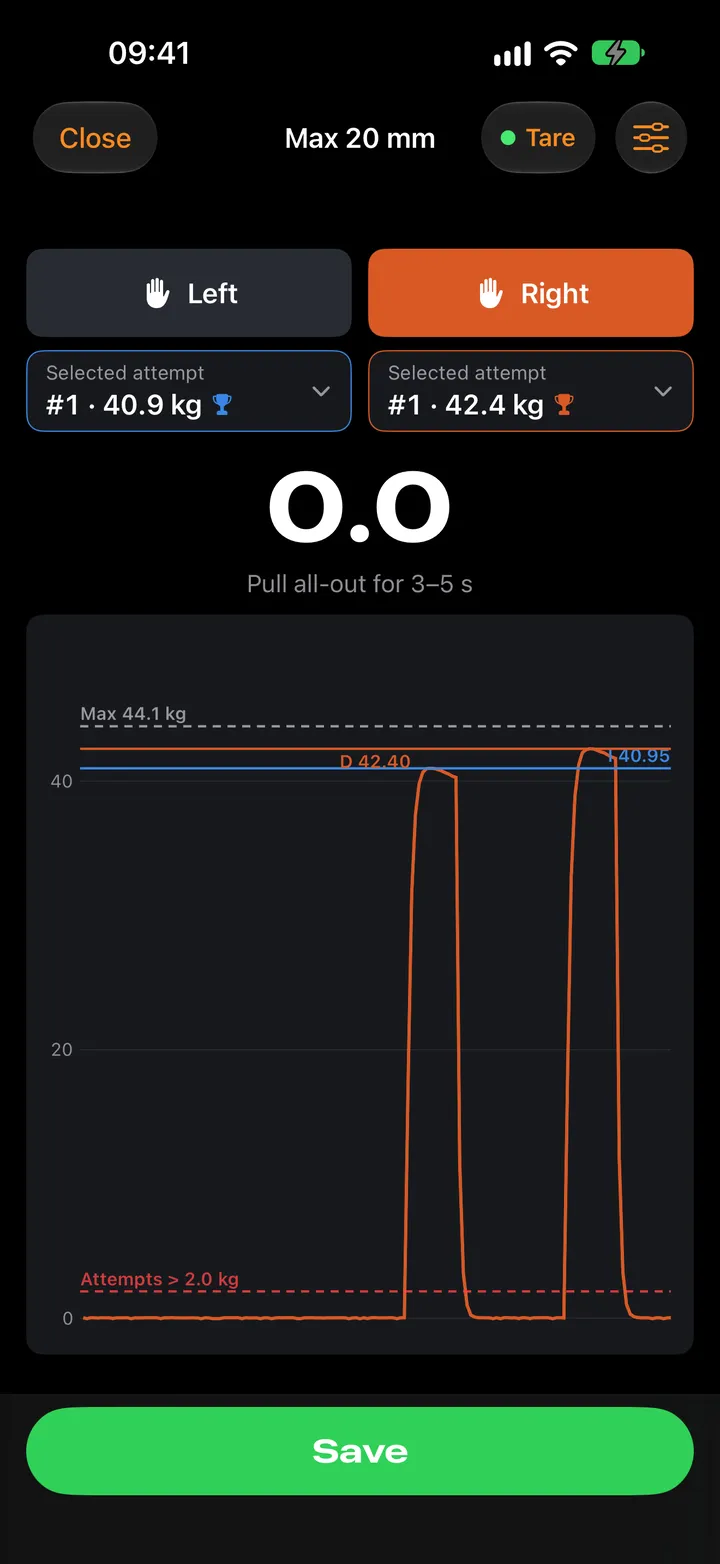 09:41
Close
Max 20 mm
Tare
Left
Right
Selected attempt
#1 · 40.9 kg
Selected attempt
#1 · 42.4 kg
0.0
Pull all-out for 3–5 s
Max 44.1 kg
D 42.40
40.95
40
20
Attempts > 2.0 kg
0
Save